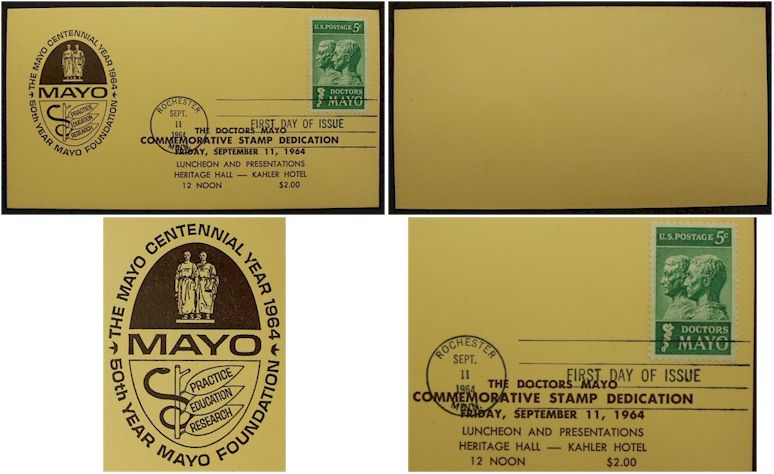 THE MAYO CENTENNIAL YEAR 1964
MAYO
PRACTICE
EDUCATION
RESEARCH
50th YEAR MAYO FOUNDATION
U.S. POSTAGE 5¢
DOCTORS
MAYO
ROCHESTER
SEPT.
11
1964
MINN.
FIRST DAY OF ISSUE
THE DOCTORS MAYO
COMMEMORATIVE STAMP DEDICATION
FRIDAY, SEPTEMBER 11, 1964
LUNCHEON AND PRESENTATIONS
HERITAGE HALL — KAHLER HOTEL
12 NOON $2.00
THE MAYO CENTENNIAL YEAR 1964
MAYO
PRACTICE
EDUCATION
RESEARCH
50th YEAR MAYO FOUNDATION
U.S. POSTAGE 5¢
DOCTORS
MAYO
ROCHESTER
SEPT.
11
1964
MINN.
FIRST DAY OF ISSUE
THE DOCTORS MAYO
COMMEMORATIVE STAMP DEDICATION
FRIDAY, SEPTEMBER 11, 1964
LUNCHEON AND PRESENTATIONS
HERITAGE HALL — KAHLER HOTEL
12 NOON $2.00